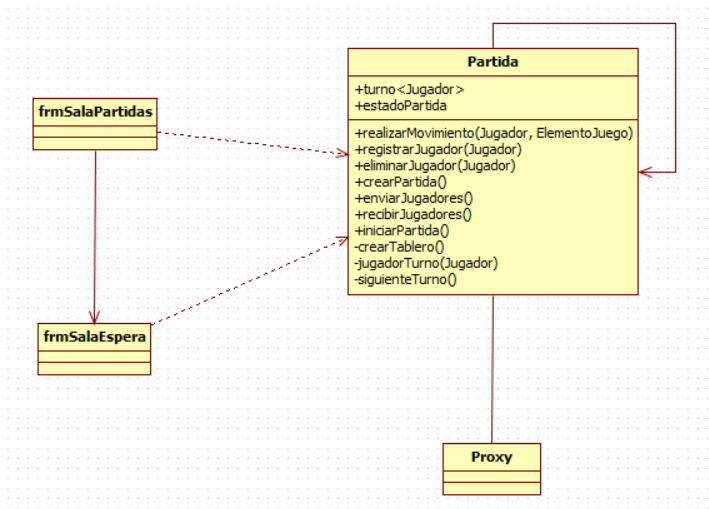 Partida
+turno<Jugador>
+estadoPartida
+realizarMovimiento(Jugador, ElementoJuego)
+registrarJugador(Jugador)
+eliminarJugador(Jugador)
+crearPartida()
+enviarJugadores()
+recibirJugadores()
+iniciarPartida()
-crearTablero()
-jugadorTurno(Jugador)
-siguienteTurno()
frmSalaPartidas
frmSalaEspera
Proxy